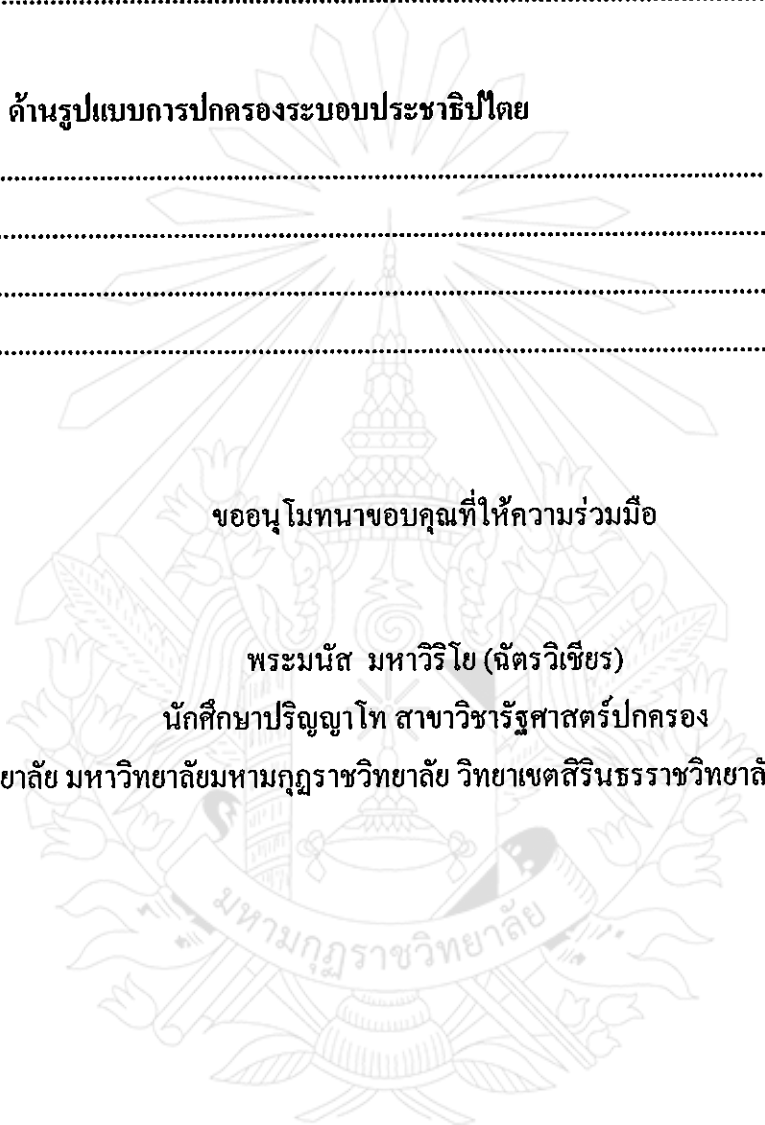 ด้านรูปแบบการปกครองระบอบประชาธิปไตย
ขออนุโมทนาขอบคุณที่ให้ความร่วมมือ
พระมนัส มหาวิริโย (ฉัตรวิเชียร)
นักศึกษาปริญญาโท สาขาวิชารัฐศาสตร์ปกครอง
ยาลัย มหาวิทยาลัยมหามกุฏราชวิทยาลัย วิทยาเขตสิรินธรราชวิทยาลั
มหามกุฏราชวิทยาลัย